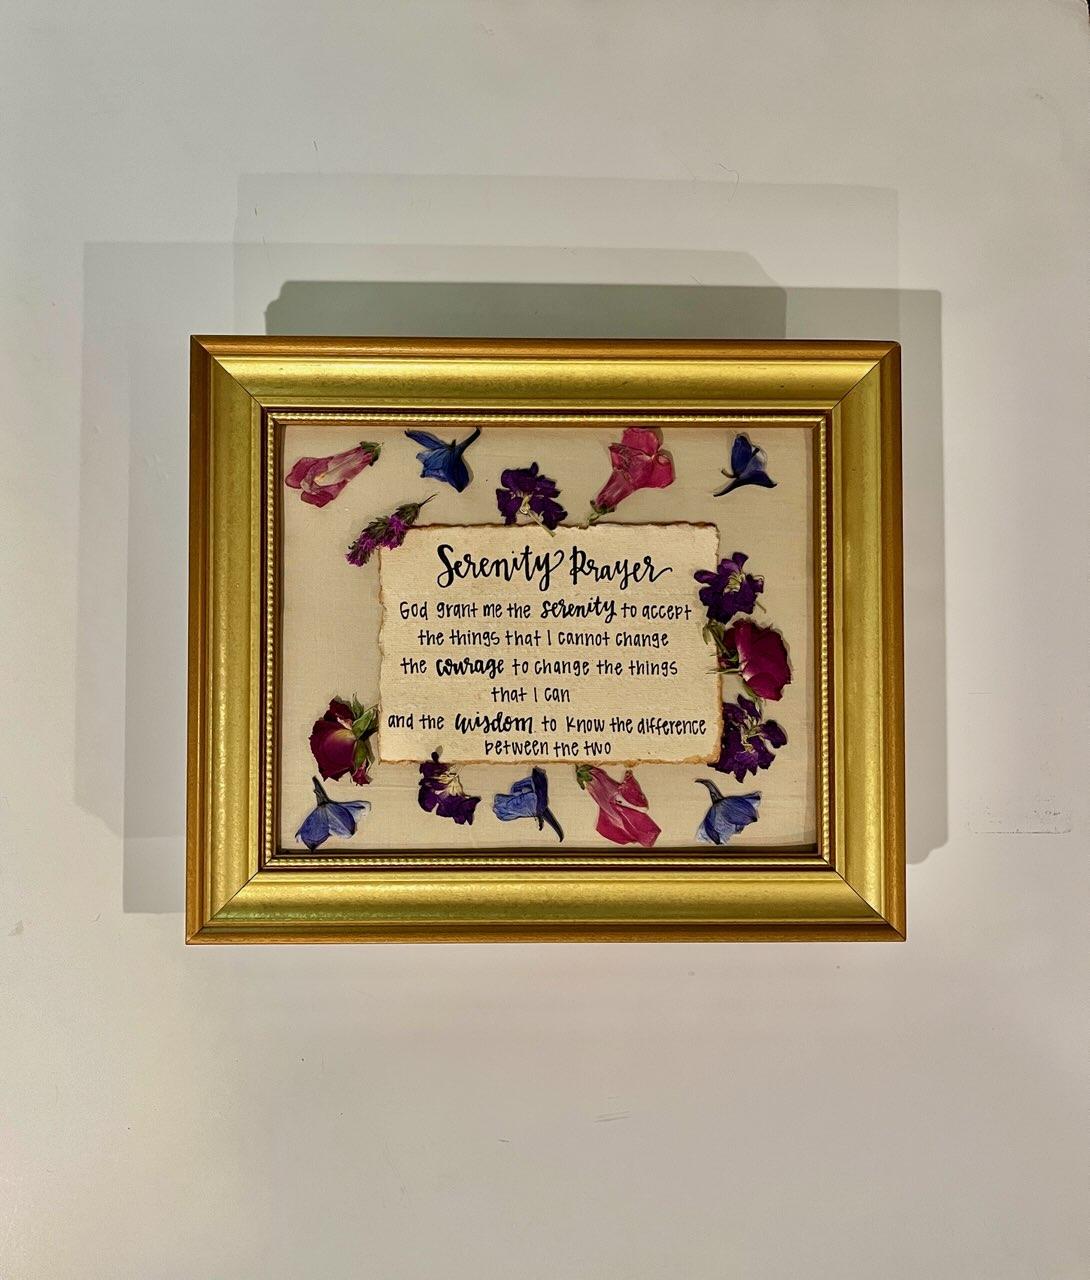 Serenity Prayer
God grant me the serenity to accept
the things that I cannot change
the courage to change the things
that I can
and the wisdom to know the difference
between the two